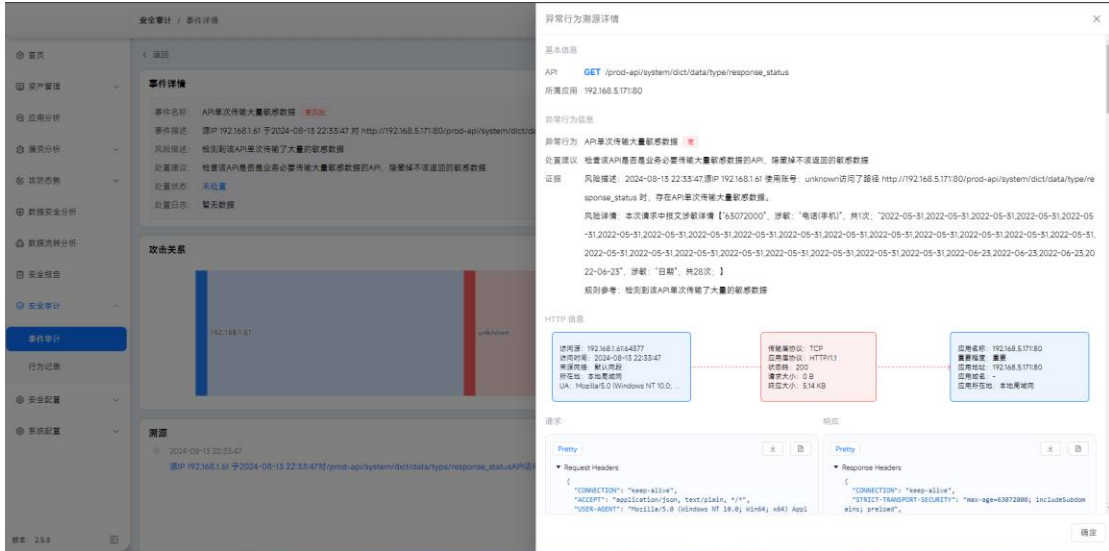 安全审计 / 事件详情
首页
资产管理
应用分析
漏洞分析
攻防态势
数据安全分析
数据流转分析
安全报告
安全审计
事件审计
行为记录
安全配置
系统配置
版本: 2.5.8
< 返回
事件详情
事件名称: API单次传输大量敏感数据 高风险
事件描述: 源IP 192.168.1.61 于2024-08-13 22:33:47 对 http://192.168.5.171:80/prod-api/system/dict/da
风险描述: 检测到该API单次传输了大量的敏感数据
处置建议: 检查该API是否是业务必要传输大量敏感数据的API, 隐藏掉不该返回的敏感数据
处置状态: 未处置
处置日志: 暂无数据
攻击关系
192.168.1.61
unknown
溯源
2024-08-13 22:33:47
源IP 192.168.1.61 于2024-08-13 22:33:47对/prod-api/system/dict/data/type/response_statusAPI访
异常行为溯源详情
基本信息
API GET /prod-api/system/dict/data/type/response_status
所属应用 192.168.5.171:80
异常行为信息
异常行为 API单次传输大量敏感数据 高
处置建议 检查该API是否是业务必要传输大量敏感数据的API, 隐藏掉不该返回的敏感数据
证据 风险描述: 2024-08-13 22:33:47,源IP 192.168.1.61 使用账号: unknown访问了路径 http://192.168.5.171:80/prod-api/system/dict/data/type/re
sponse_status 时, 存在API单次传输大量敏感数据。
风险详情: 本次请求中报文涉敏详情【"63072000", 涉敏: "电话(手机)", 共1次; "2022-05-31,2022-05-31,2022-05-31,2022-05-31,2022-05-31,2022-05
-31,2022-05-31,2022-05-31,2022-05-31,2022-05-31,2022-05-31,2022-05-31,2022-05-31,2022-05-31,2022-05-31,2022-05-31,
2022-05-31,2022-05-31,2022-05-31,2022-05-31,2022-05-31,2022-05-31,2022-05-31,2022-06-23,2022-06-23,2022-06-23,20
22-06-23", 涉敏: "日期", 共28次; 】
规则参考: 检测到该API单次传输了大量的敏感数据
HTTP 信息
访问源: 192.168.1.61:64377
访问时间: 2024-08-13 22:33:47
来源网络: 默认网段
所在地: 本地局域网
UA: Mozilla/5.0 (Windows NT 10.0; ...
传输层协议: TCP
应用层协议: HTTP/1.1
状态码: 200
请求大小: 0 B
响应大小: 5.14 KB
应用名称: 192.168.5.171:80
重要程度: 重要
应用地址: 192.168.5.171:80
应用域名: -
应用所在地: 本地局域网
请求
Pretty
Request Headers
{
"CONNECTION": "keep-alive",
"ACCEPT": "application/json, text/plain, */*",
"USER-AGENT": "Mozilla/5.0 (Windows NT 10.0; Win64; x64) Appl
响应
Pretty
Response Headers
{
"CONNECTION": "keep-alive",
"STRICT-TRANSPORT-SECURITY": "max-age=63072000; includeSubdom
ains; preload",
确定